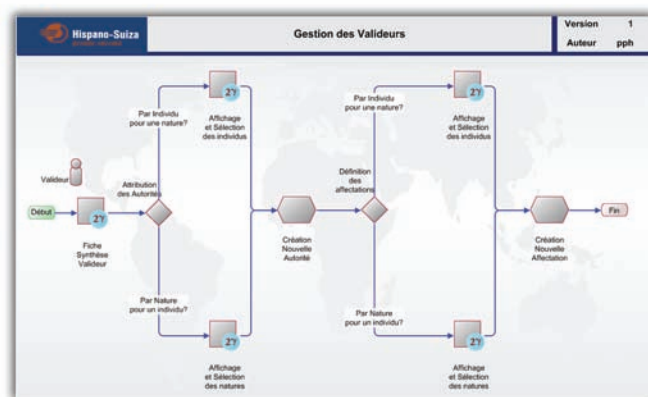 Hispano-Suiza
Gestion des Valideurs
Version 1
Auteur pph
Par Individu
pour une nature?
2'Y
Affichage
et Sélection
des individus
Par Individu
pour une nature?
2'Y
Affichage
et Sélection
des individus
Valideur
Attribution
des Autorités
Définition
des
affectations
Début
2'Y
Fiche
Synthèse
Valideur
Création
Nouvelle
Autorité
Création
Nouvelle
Affectation
Fin
Par Nature
pour un individu?
2'Y
Affichage
et Sélection
des natures
Par Nature
pour un individu?
2'Y
Affichage
et Sélection
des natures